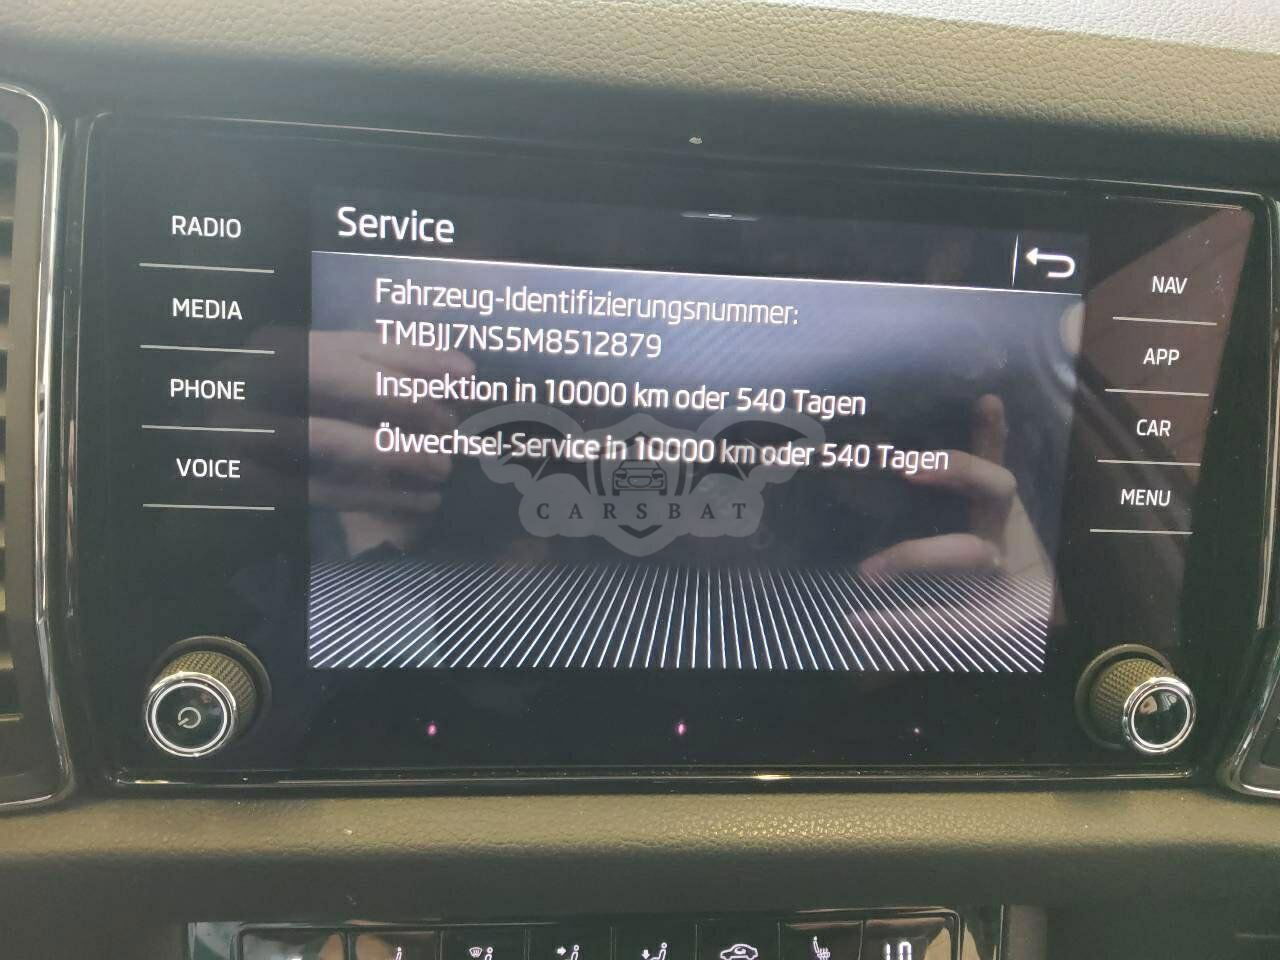 RADIO
MEDIA
PHONE
VOICE
Service
Fahrzeug-Identifizierungsnummer:
TMBJJ7NS5M8512879
Inspektion in 10000 km oder 540 Tagen
Ölwechsel-Service in 10000 km oder 540 Tagen
CARSBAT
NAV
APP
CAR
MENU